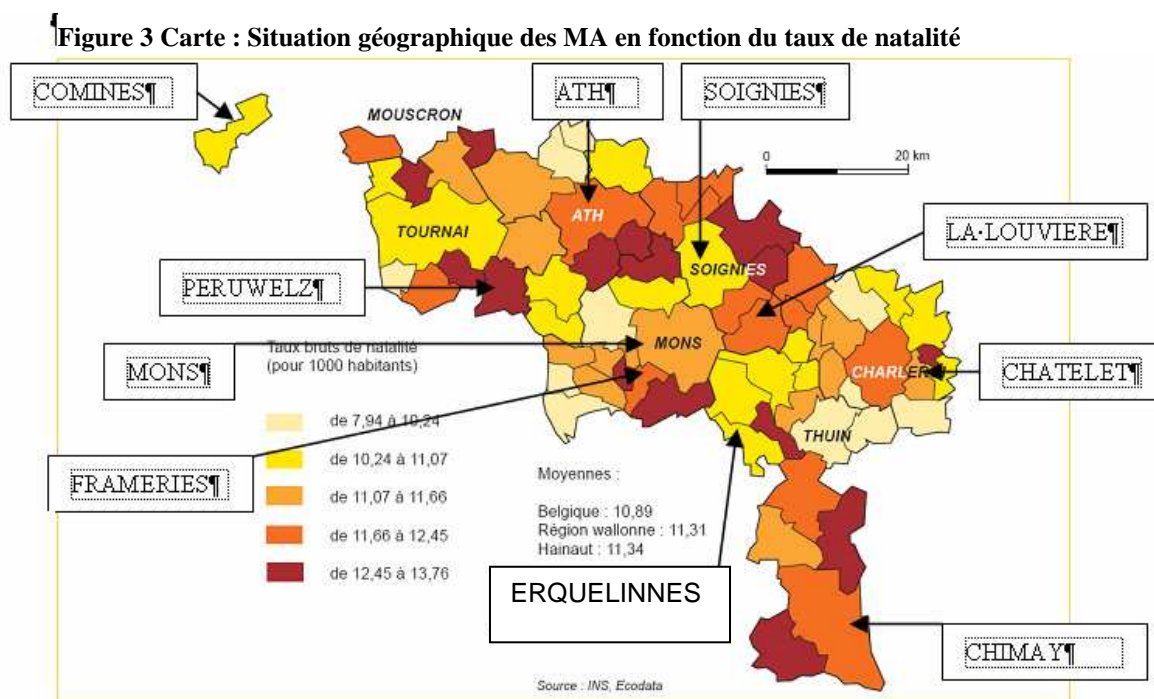 ¶
Figure 3 Carte : Situation géographique des MA en fonction du taux de natalité
COMINES¶
ATH¶
SOIGNIES¶
MOUSCRON
0 20 km
ATH
TOURNAI
LA·LOUVIERE¶
SOIGNIES
PERUWELZ¶
Taux bruts de natalité
(pour 1000 habitants)
MONS
MONS¶
CHARLEROI
CHATELET¶
de 7,94 à 10,24
THUIN
de 10,24 à 11,07
FRAMERIES¶
Moyennes :
de 11,07 à 11,66
Belgique : 10,89
Région wallonne : 11,31
de 11,66 à 12,45
Hainaut : 11,34
de 12,45 à 13,76
ERQUELINNES
CHIMAY¶
Source : INS, Ecodata